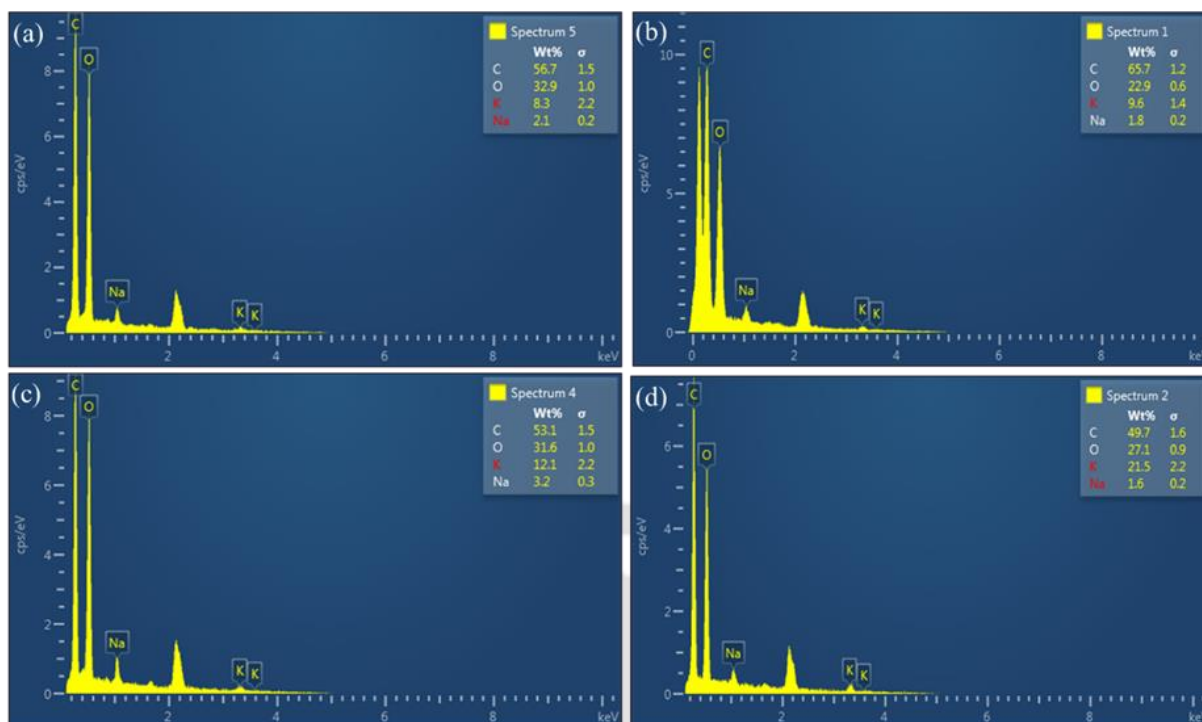 (a)
Spectrum 5
Wt% σ
C 56.7 1.5
O 32.9 1.0
K 8.3 2.2
Na 2.1 0.2
C
O
Na
K K
cps/eV
8
6
4
2
0
2 4 6 8 keV
(b)
Spectrum 1
Wt% σ
C 65.7 1.2
O 22.9 0.6
K 9.6 1.4
Na 1.8 0.2
C
O
Na
K K
cps/eV
10
5
0
0 2 4 6 8 keV
(c)
Spectrum 4
Wt% σ
C 53.1 1.5
O 31.6 1.0
K 12.1 2.2
Na 3.2 0.3
C
O
Na
K K
cps/eV
8
6
4
2
0
2 4 6 8 keV
(d)
Spectrum 2
Wt% σ
C 49.7 1.6
O 27.1 0.9
K 21.5 2.2
Na 1.6 0.2
C
O
Na
K K
cps/eV
6
4
2
0
2 4 6 8 keV